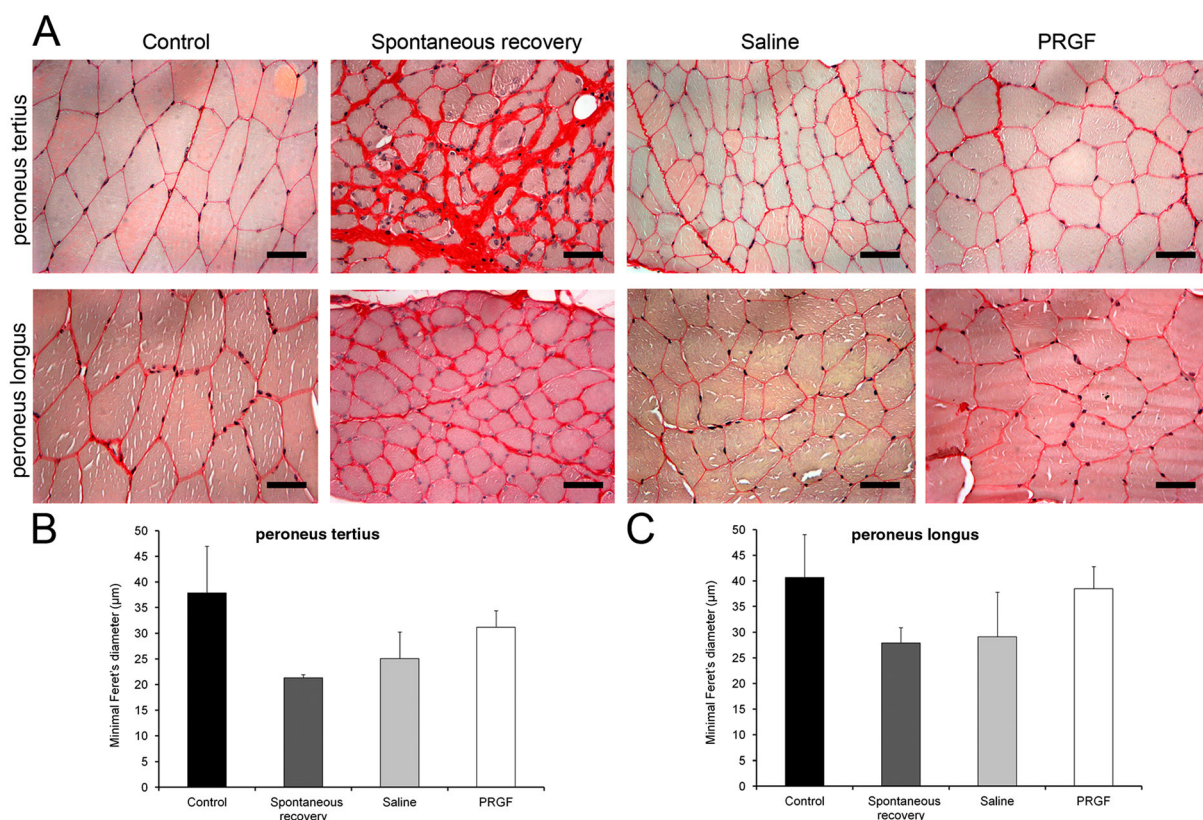 A
Control
Spontaneous recovery
Saline
PRGF
peroneus tertius
peroneus longus
B
peroneus tertius
Minimal Feret's diameter (µm)
50
45
40
35
30
25
20
15
10
5
0
Control
Spontaneous
recovery
Saline
PRGF
C
peroneus longus
Minimal Feret's diameter (µm)
50
45
40
35
30
25
20
15
10
5
0
Control
Spontaneous
recovery
Saline
PRGF